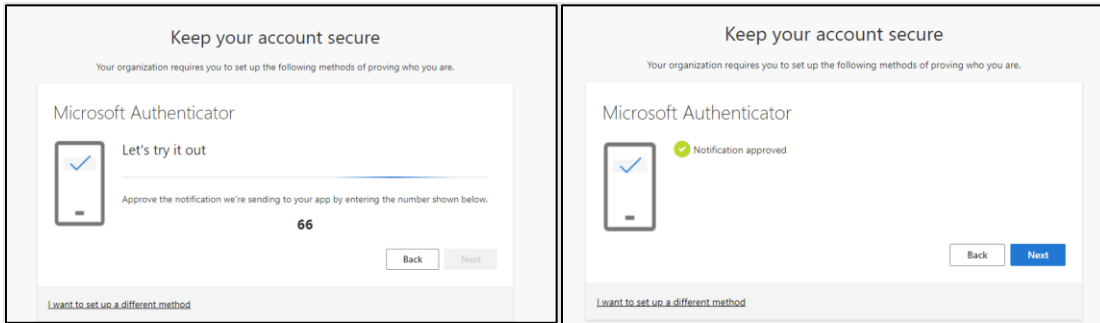 Keep your account secure
Your organization requires you to set up the following methods of proving who you are.
Microsoft Authenticator
Let's try it out
Approve the notification we're sending to your app by entering the number shown below.
66
Back
Next
I want to set up a different method
Keep your account secure
Your organization requires you to set up the following methods of proving who you are.
Microsoft Authenticator
Notification approved
Back
Next
I want to set up a different method